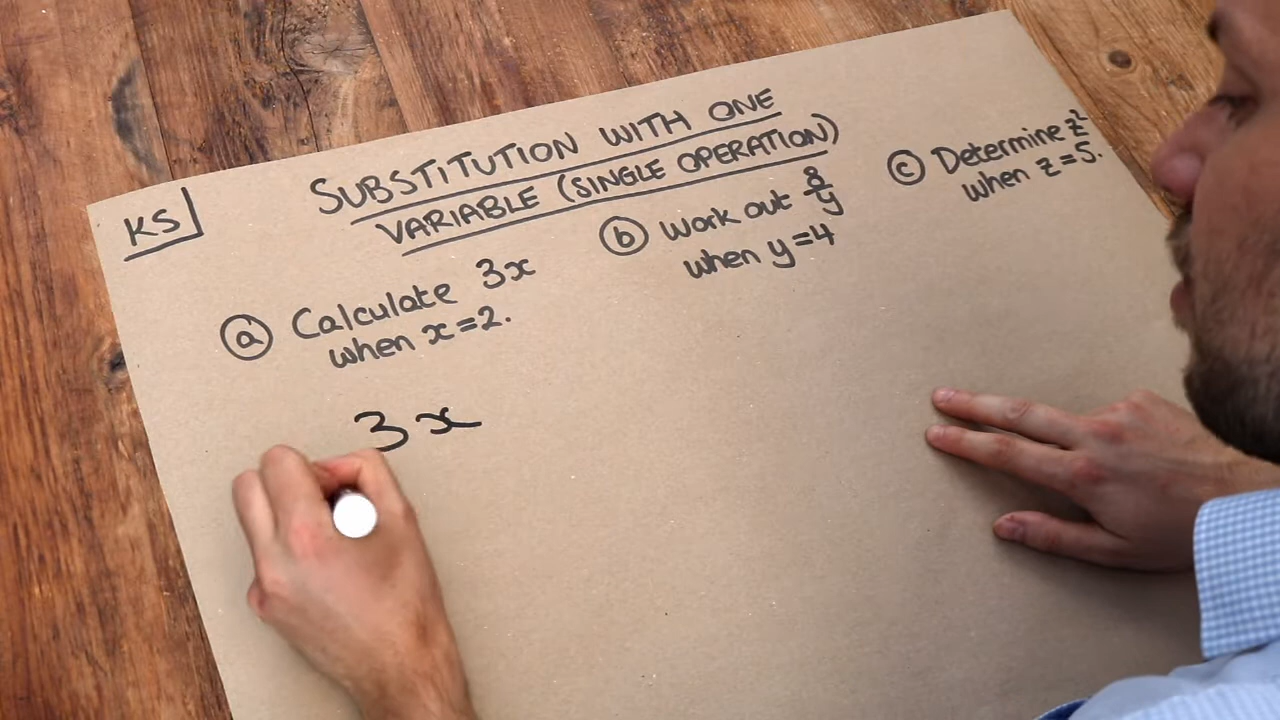 KS
SUBSTITUTION WITH ONE
VARIABLE (SINGLE OPERATION)
ⓐ Calculate 3x
when x=2.
ⓑ Work out 8/y
when y=4
ⓒ Determine z²
when z=5.
3x